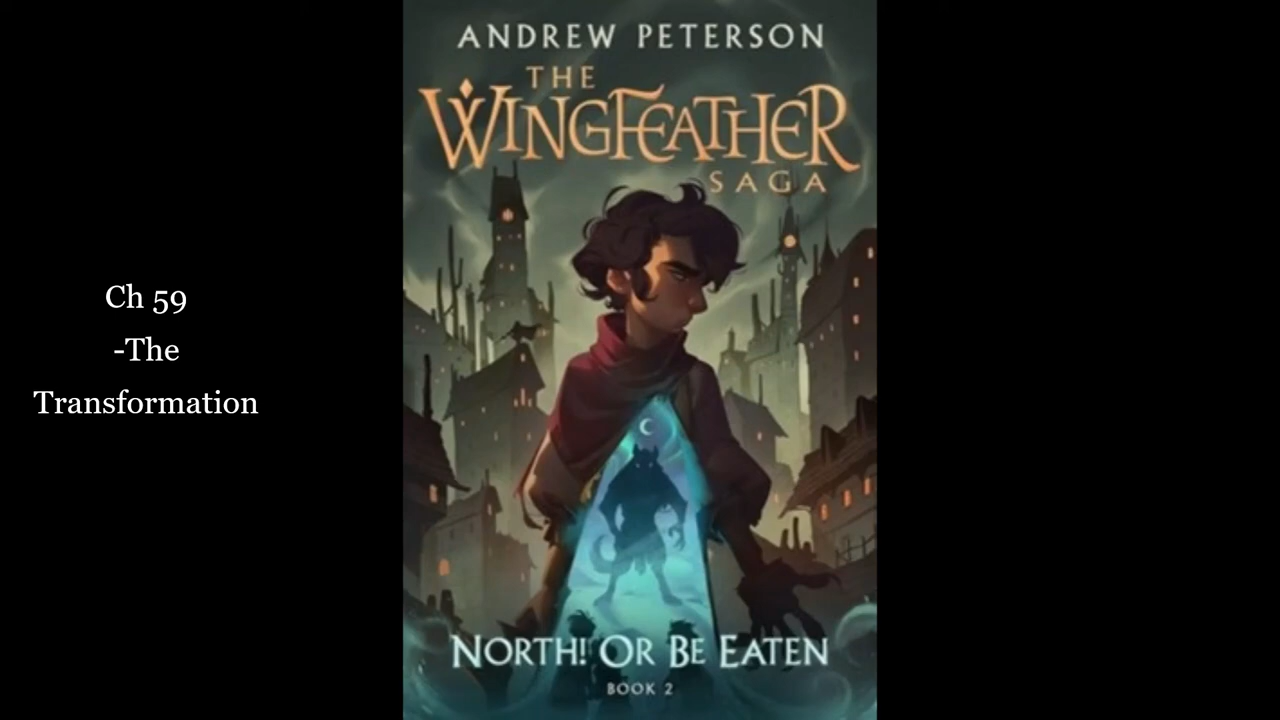 Ch 59
-The
Transformation
ANDREW PETERSON
THE
WINGFEATHER
SAGA
NORTH! OR BE EATEN
BOOK 2